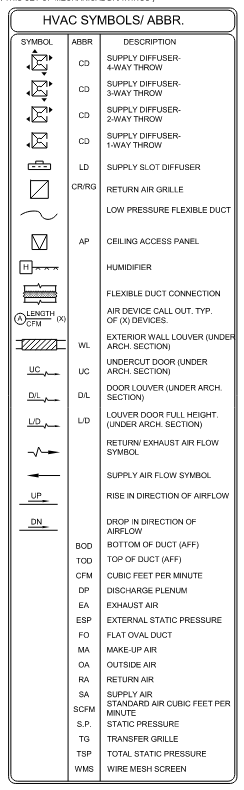 HVAC SYMBOLS/ ABBR.
SYMBOL ABBR DESCRIPTION
CD SUPPLY DIFFUSER-
4-WAY THROW
CD SUPPLY DIFFUSER-
3-WAY THROW
CD SUPPLY DIFFUSER-
2-WAY THROW
CD SUPPLY DIFFUSER-
1-WAY THROW
LD SUPPLY SLOT DIFFUSER
CR/RG RETURN AIR GRILLE
LOW PRESSURE FLEXIBLE DUCT
AP CEILING ACCESS PANEL
H HUMIDIFIER
FLEXIBLE DUCT CONNECTION
A LENGTH CFM (X) AIR DEVICE CALL OUT. TYP.
OF (X) DEVICES.
WL EXTERIOR WALL LOUVER (UNDER
ARCH. SECTION)
UC UC UNDERCUT DOOR (UNDER
ARCH. SECTION)
D/L D/L DOOR LOUVER (UNDER ARCH.
SECTION)
L/D L/D LOUVER DOOR FULL HEIGHT.
(UNDER ARCH. SECTION)
RETURN/ EXHAUST AIR FLOW
SYMBOL
SUPPLY AIR FLOW SYMBOL
UP RISE IN DIRECTION OF AIRFLOW
DN DROP IN DIRECTION OF
AIRFLOW
BOD BOTTOM OF DUCT (AFF)
TOD TOP OF DUCT (AFF)
CFM CUBIC FEET PER MINUTE
DP DISCHARGE PLENUM
EA EXHAUST AIR
ESP EXTERNAL STATIC PRESSURE
FO FLAT OVAL DUCT
MA MAKE-UP AIR
OA OUTSIDE AIR
RA RETURN AIR
SA SUPPLY AIR
SCFM STANDARD AIR CUBIC FEET PER
MINUTE
S.P. STATIC PRESSURE
TG TRANSFER GRILLE
TSP TOTAL STATIC PRESSURE
WMS WIRE MESH SCREEN